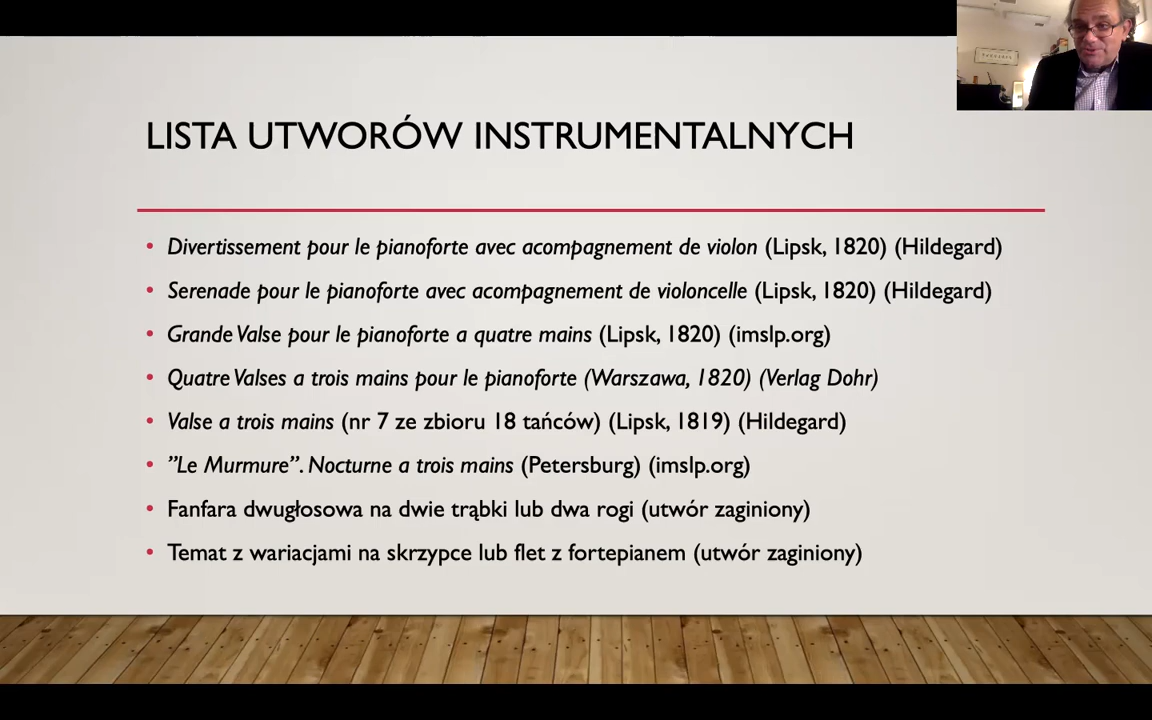 LISTA UTWORÓW INSTRUMENTALNYCH
• Divertissement pour le pianoforte avec acompagnement de violon (Lipsk, 1820) (Hildegard)
• Serenade pour le pianoforte avec acompagnement de violoncelle (Lipsk, 1820) (Hildegard)
• Grande Valse pour le pianoforte a quatre mains (Lipsk, 1820) (imslp.org)
• Quatre Valses a trois mains pour le pianoforte (Warszawa, 1820) (Verlag Dohr)
• Valse a trois mains (nr 7 ze zbioru 18 tańców) (Lipsk, 1819) (Hildegard)
• ”Le Murmure”. Nocturne a trois mains (Petersburg) (imslp.org)
• Fanfara dwugłosowa na dwie trąbki lub dwa rogi (utwór zaginiony)
• Temat z wariacjami na skrzypce lub flet z fortepianem (utwór zaginiony)